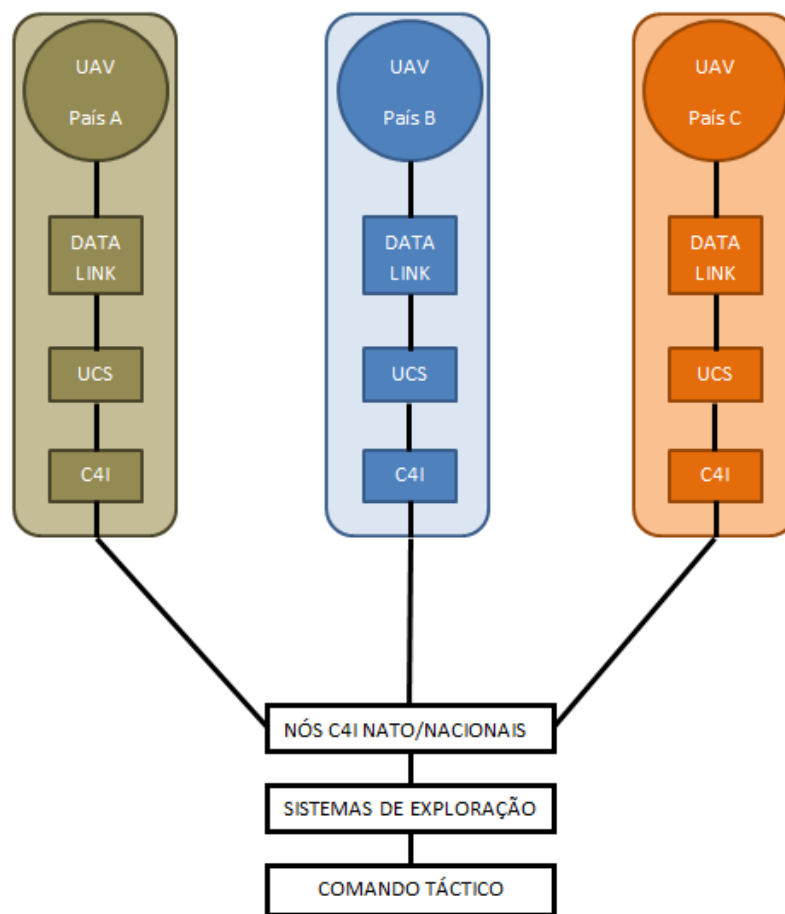 UAV
País A
DATA
LINK
UCS
C4I
UAV
País B
DATA
LINK
UCS
C4I
UAV
País C
DATA
LINK
UCS
C4I
NÓS C4I NATO/NACIONAIS
SISTEMAS DE EXPLORAÇÃO
COMANDO TÁCTICO